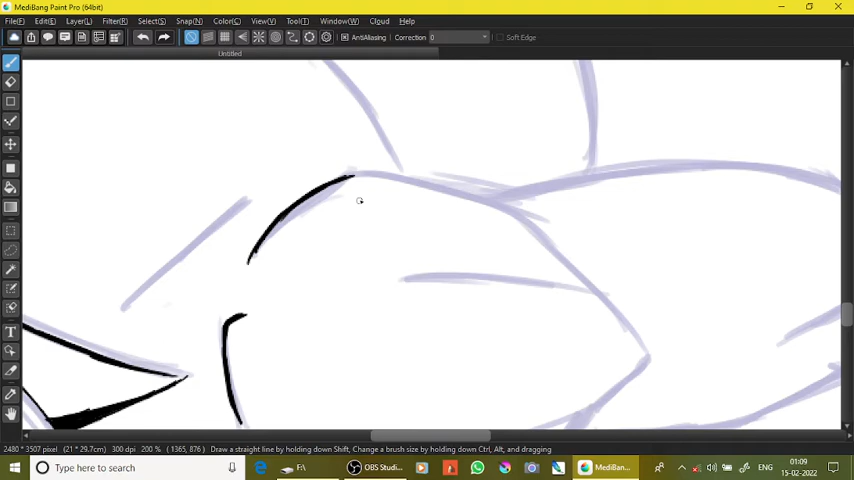 MediBang Paint Pro (64bit)
File(F) Edit(E) Layer(L) Filter(R) Select(S) Snap(N) Color(C) View(V) Tool(T) Window(W) Cloud Help
AntiAliasing Correction 0 Soft Edge
Untitled
T
2480 * 3507 pixel (21 * 29.7cm) 300 dpi 200 % (1365, 876) Draw a straight line by holding down Shift, Change a brush size by holding down Ctrl, Alt, and dragging
Type here to search F:\ OBS Studi... MediBa... ENG 01:09
15-02-2022